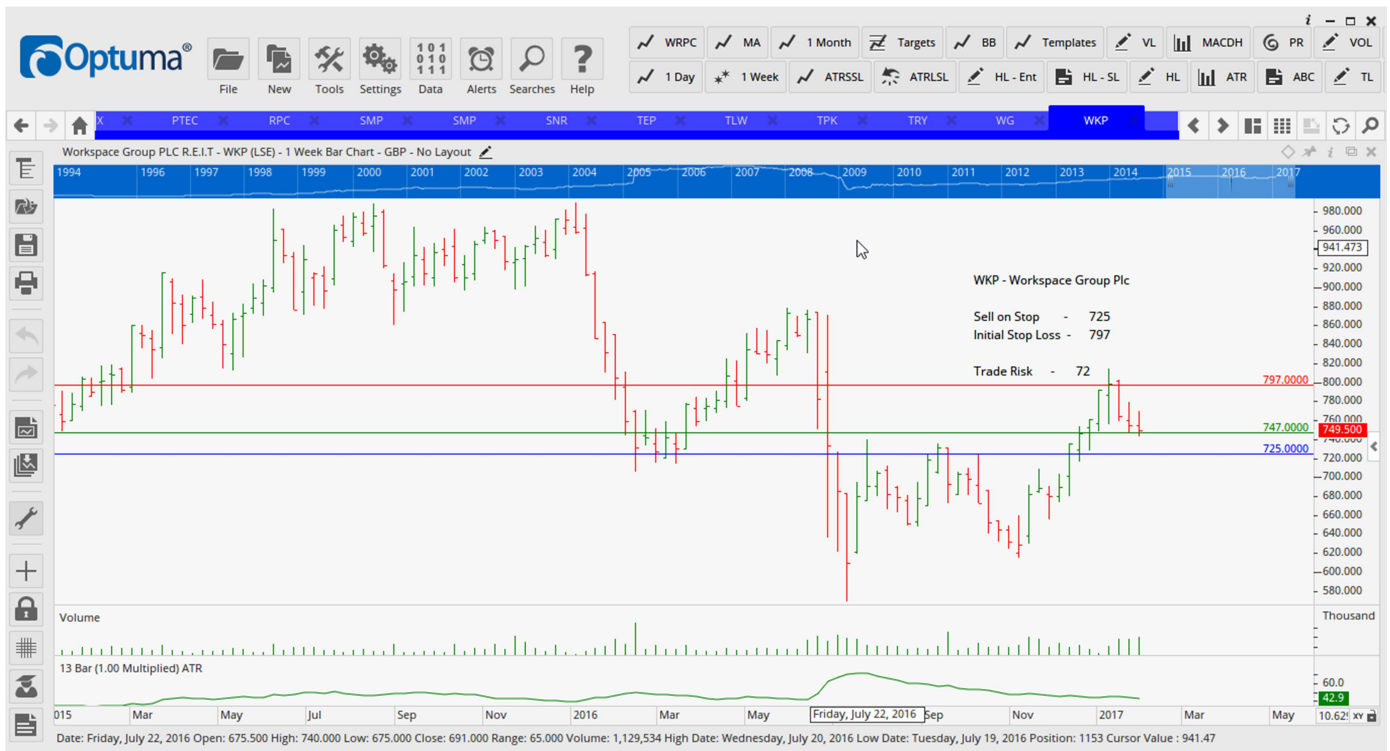 i
Optuma®
File New Tools Settings Data Alerts Searches Help
101
010
111
WRPC MA 1 Month Targets BB Templates VL MACDH PR VOL
1 Day 1 Week ATRSSL ATRLSL HL - Ent HL - SL HL ATR ABC TL
X PTEC RPC SMP SMP SNR TEP TLW TPK TRY WG WKP
Workspace Group PLC R.E.I.T - WKP (LSE) - 1 Week Bar Chart - GBP - No Layout
i
1994 1996 1997 1998 1999 2000 2001 2002 2003 2004 2005 2006 2007 2008 2009 2010 2011 2012 2013 2014 2015 2016 2017
980.000
960.000
941.473
920.000
900.000
880.000
860.000
840.000
820.000
800.000
780.000
760.000
749.500
740.000
720.000
700.000
680.000
660.000
640.000
620.000
600.000
580.000
WKP - Workspace Group Plc
Sell on Stop - 725
Initial Stop Loss - 797
Trade Risk - 72
797.0000
747.0000
725.0000
Volume
Thousand
13 Bar (1.00 Multiplied) ATR
60.0
42.9
015 Mar May Jul Sep Nov 2016 Mar May Friday, July 22, 2016 Sep Nov 2017 Mar May
10.62 XY
Date: Friday, July 22, 2016 Open: 675.500 High: 740.000 Low: 675.000 Close: 691.000 Range: 65.000 Volume: 1,129,534 High Date: Wednesday, July 20, 2016 Low Date: Tuesday, July 19, 2016 Position: 1153 Cursor Value : 941.47